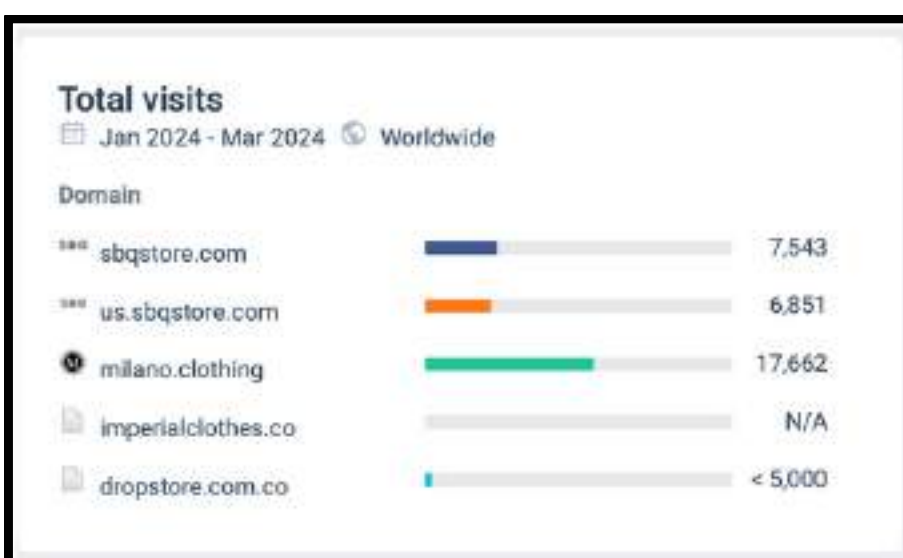 Total visits
Jan 2024 - Mar 2024 Worldwide
Domain
sbqstore.com 7,543
us.sbqstore.com 6,851
milano.clothing 17,662
imperialclothes.co N/A
dropstore.com.co < 5,000